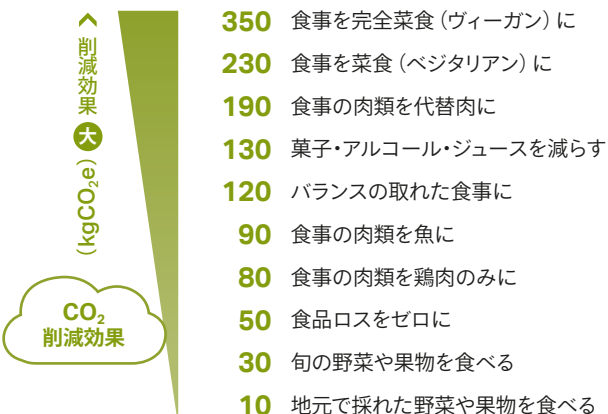 削減効果 大 (kgCO₂e)
CO₂
削減効果
350 食事を完全菜食（ヴィーガン）に
230 食事を菜食（ベジタリアン）に
190 食事の肉類を代替肉に
130 菓子・アルコール・ジュースを減らす
120 バランスの取れた食事に
90 食事の肉類を魚に
80 食事の肉類を鶏肉のみに
50 食品ロスをゼロに
30 旬の野菜や果物を食べる
10 地元で採れた野菜や果物を食べる